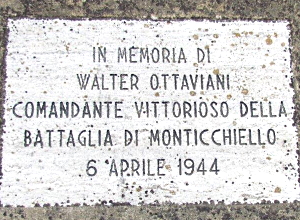 IN MEMORIA DI
WALTER OTTAVIANI
COMANDANTE VITTORIOSO DELLA
BATTAGLIA DI MONTICCHIELLO
6 APRILE 1944